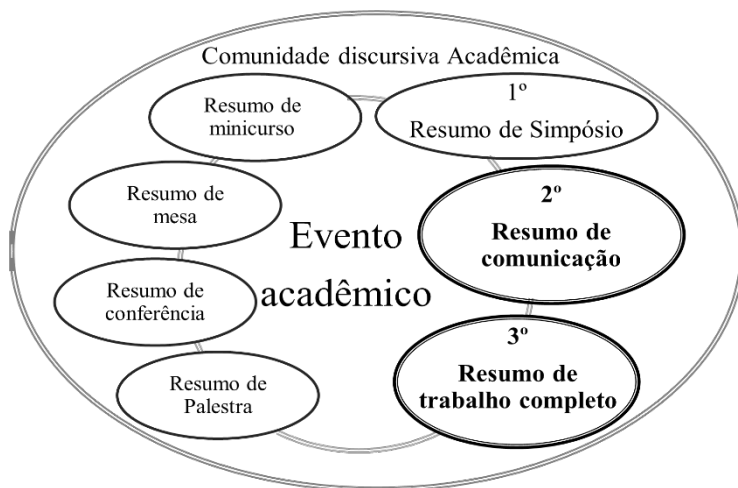 Comunidade discursiva Acadêmica
Resumo de
minicurso
1º
Resumo de Simpósio
Resumo de
mesa
2º
Resumo de
comunicação
Evento
acadêmico
Resumo de
conferência
3º
Resumo de
trabalho completo
Resumo de
Palestra